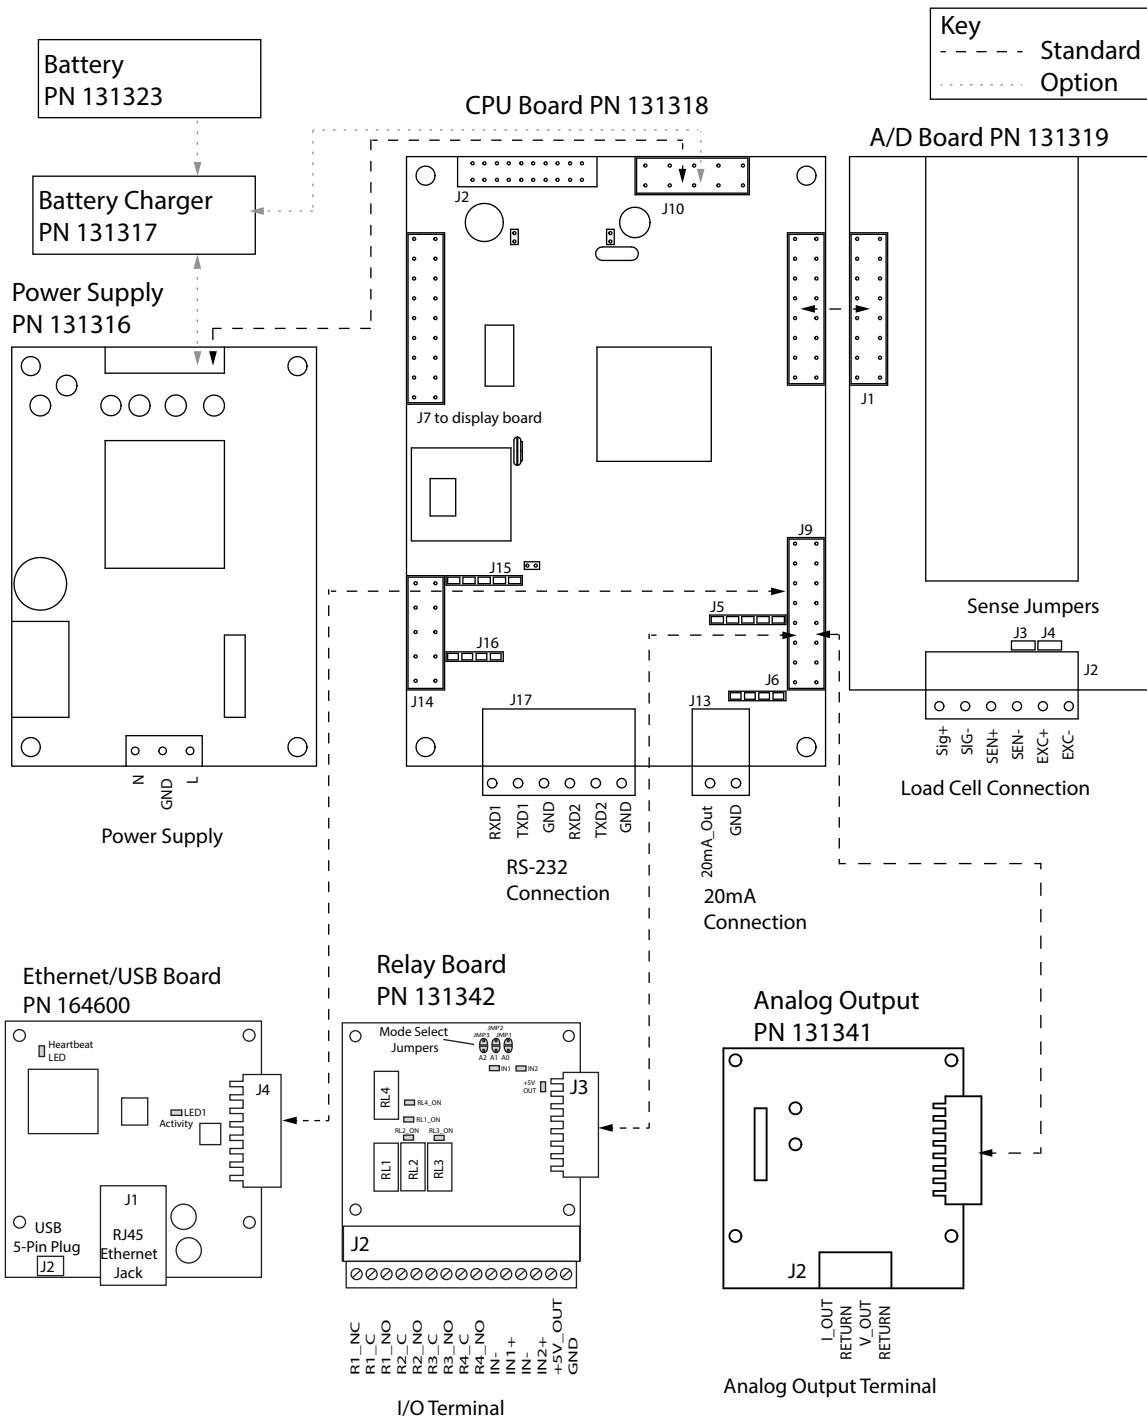 Key
Standard
Option
Battery
PN 131323
CPU Board PN 131318
A/D Board PN 131319
Battery Charger
PN 131317
J2
J10
Power Supply
PN 131316
J1
J7 to display board
J9
J15
J5
Sense Jumpers
J3 J4
J16
J6
J2
J14
J17
J13
N
GND
L
Power Supply
RXD1
TXD1
GND
RXD2
TXD2
GND
RS-232
Connection
20mA_Out
GND
20mA
Connection
Sig+
SIG-
SEN+
SEN-
EXC+
EXC-
Load Cell Connection
Ethernet/USB Board
PN 164600
Heartbeat
LED
J4
LED1
Activity
J1
RJ45
Ethernet
Jack
USB
5-Pin Plug
J2
Relay Board
PN 131342
Mode Select
Jumpers
JMP2
JMP3 JMP1
A2 A1 A0
IN1 IN2
+5V
OUT
J3
RL4
RL4_ON
RL1_ON
RL2_ON RL3_ON
RL1
RL2
RL3
J2
R1_NC
R1_C
R1_NO
R2_C
R2_NO
R3_C
R3_NO
R4_C
R4_NO
IN-
IN1+
IN-
IN2+
+5V_OUT
GND
I/O Terminal
Analog Output
PN 131341
J2
I_OUT
RETURN
V_OUT
RETURN
Analog Output Terminal